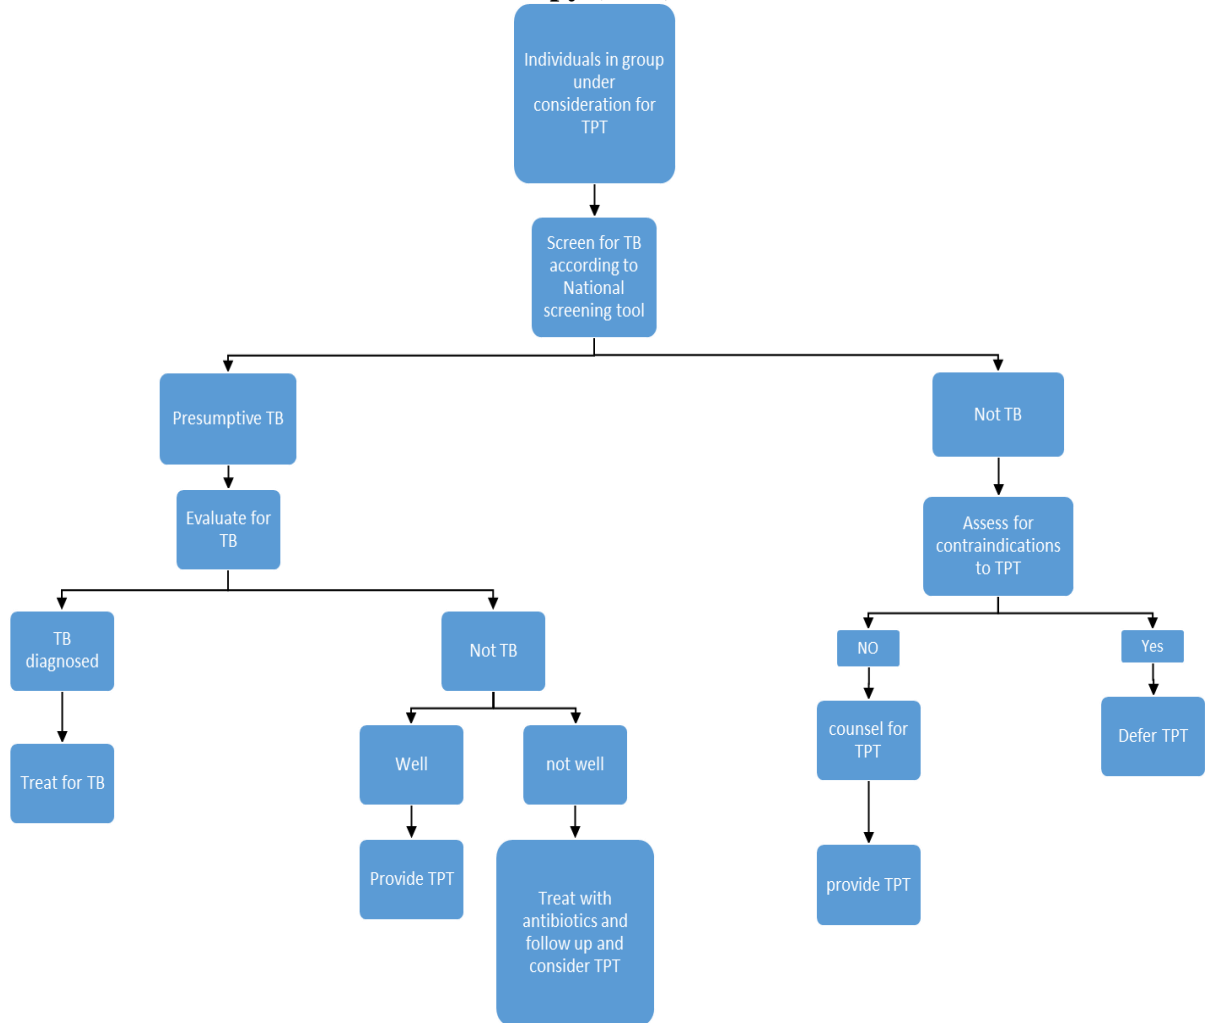 Individuals in group
under
consideration for
TPT
Screen for TB
according to
National
screening tool
Presumptive TB
Not TB
Evaluate for
TB
Assess for
contraindications
to TPT
TB
diagnosed
Not TB
NO
Yes
Treat for TB
Well
not well
counsel for
TPT
Defer TPT
Provide TPT
Treat with
antibiotics and
follow up and
consider TPT
provide TPT